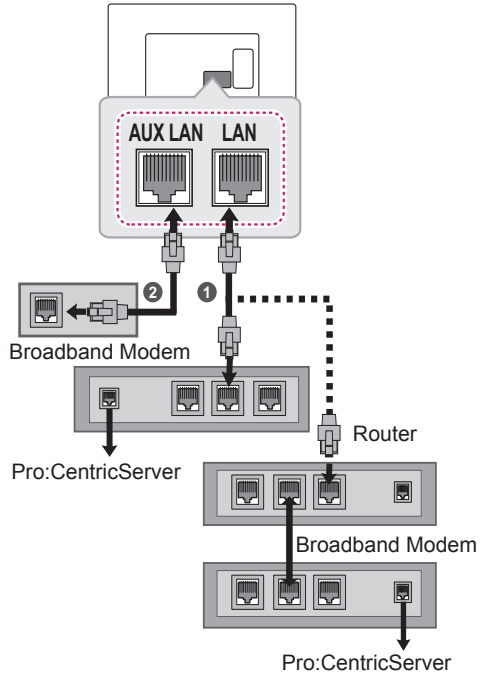 AUX LAN LAN
2 1
Broadband Modem
Router
Pro:CentricServer
Broadband Modem
Pro:CentricServer